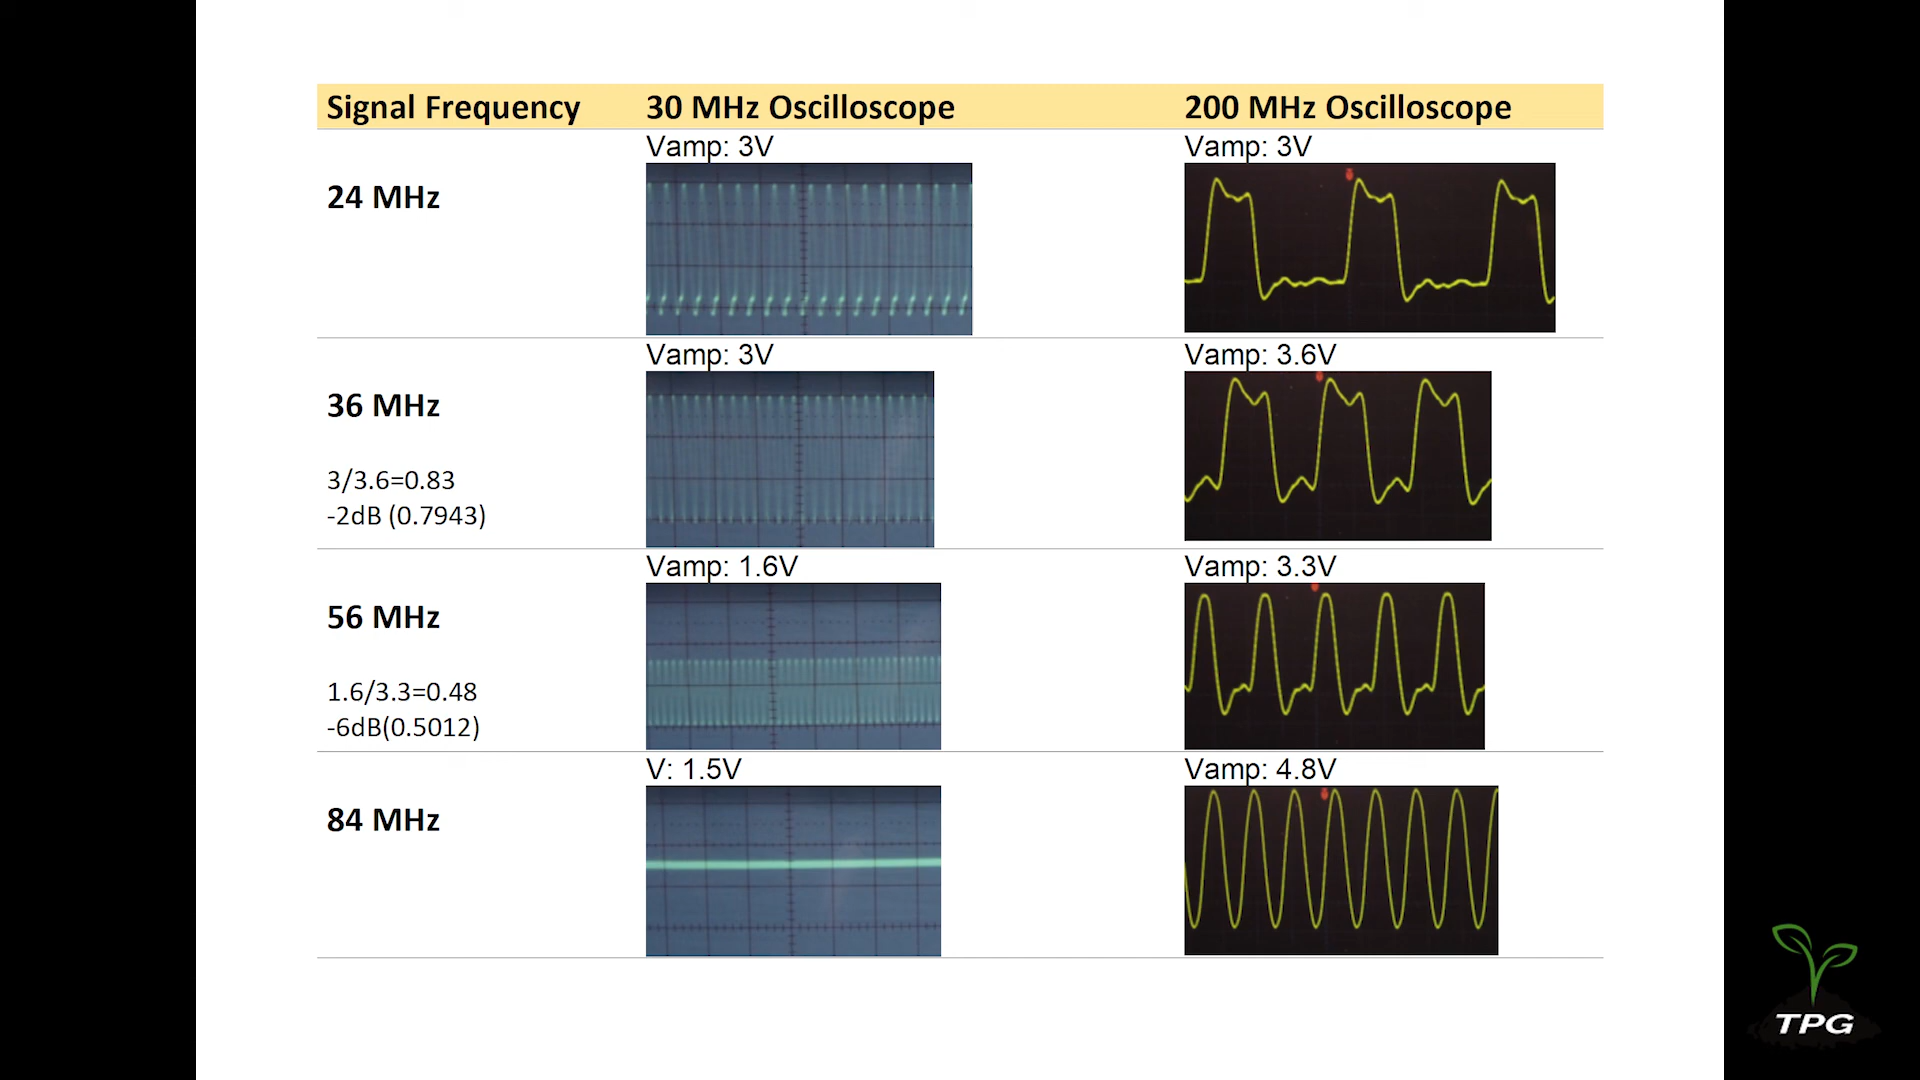 Signal Frequency 30 MHz Oscilloscope 200 MHz Oscilloscope
24 MHz
Vamp: 3V
Vamp: 3V
36 MHz
3/3.6=0.83
-2dB (0.7943)
Vamp: 3V
Vamp: 3.6V
56 MHz
1.6/3.3=0.48
-6dB(0.5012)
Vamp: 1.6V
Vamp: 3.3V
84 MHz
V: 1.5V
Vamp: 4.8V
TPG